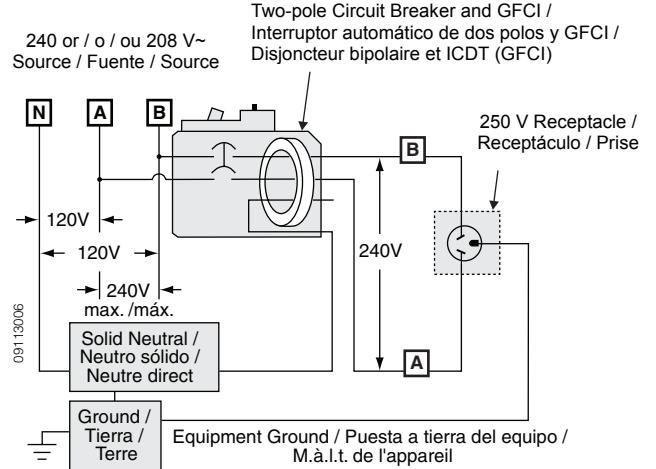 Two-pole Circuit Breaker and GFCI /
Interruptor automático de dos polos y GFCI /
Disjoncteur bipolaire et ICDT (GFCI)
240 or / o / ou 208 V~
Source / Fuente / Source
N
A
B
250 V Receptacle /
Receptáculo / Prise
B
120V
120V
240V
240V
max. /máx.
A
09113006
Solid Neutral /
Neutro sólido /
Neutre direct
Ground /
Tierra /
Terre
Equipment Ground / Puesta a tierra del equipo /
M.à.l.t. de l'appareil